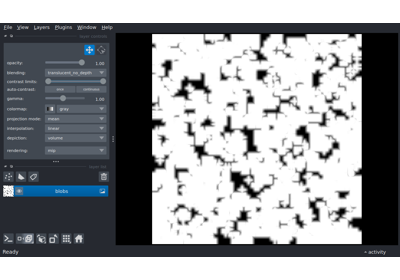 File View Layers Plugins Window Help
opacity: 1.00
blending: translucent_no_depth
contrast limits:
auto-contrast: once continuous
gamma: 1.00
colormap: gray
projection mode: mean
interpolation: linear
depiction: volume
rendering: mip
blobs
Ready
activity